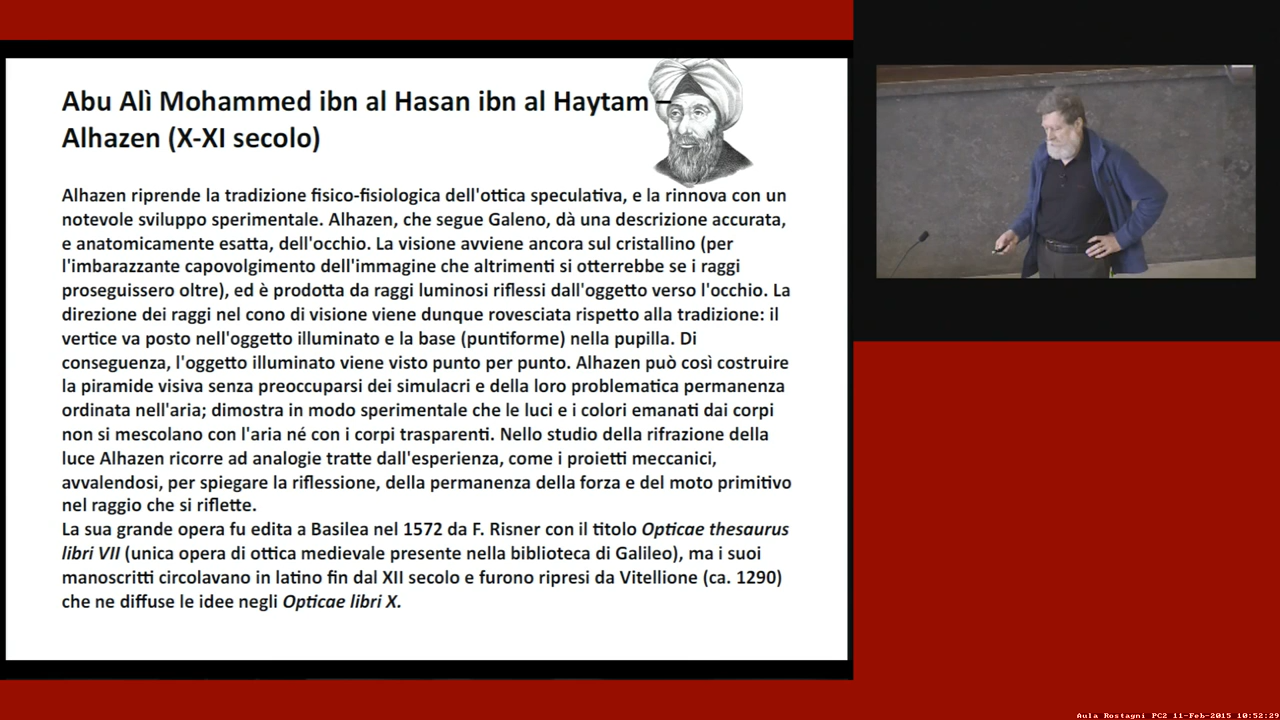 Abu Alì Mohammed ibn al Hasan ibn al Haytam –
Alhazen (X-XI secolo)
Alhazen riprende la tradizione fisico-fisiologica dell'ottica speculativa, e la rinnova con un
notevole sviluppo sperimentale. Alhazen, che segue Galeno, dà una descrizione accurata,
e anatomicamente esatta, dell'occhio. La visione avviene ancora sul cristallino (per
l'imbarazzante capovolgimento dell'immagine che altrimenti si otterrebbe se i raggi
proseguissero oltre), ed è prodotta da raggi luminosi riflessi dall'oggetto verso l'occhio. La
direzione dei raggi nel cono di visione viene dunque rovesciata rispetto alla tradizione: il
vertice va posto nell'oggetto illuminato e la base (puntiforme) nella pupilla. Di
conseguenza, l'oggetto illuminato viene visto punto per punto. Alhazen può così costruire
la piramide visiva senza preoccuparsi dei simulacri e della loro problematica permanenza
ordinata nell'aria; dimostra in modo sperimentale che le luci e i colori emanati dai corpi
non si mescolano con l'aria né con i corpi trasparenti. Nello studio della rifrazione della
luce Alhazen ricorre ad analogie tratte dall'esperienza, come i proietti meccanici,
avvalendosi, per spiegare la riflessione, della permanenza della forza e del moto primitivo
nel raggio che si riflette.
La sua grande opera fu edita a Basilea nel 1572 da F. Risner con il titolo Opticae thesaurus
libri VII (unica opera di ottica medievale presente nella biblioteca di Galileo), ma i suoi
manoscritti circolavano in latino fin dal XII secolo e furono ripresi da Vitellione (ca. 1290)
che ne diffuse le idee negli Opticae libri X.
Aula Rostagni PC2 11-Feb-2015 10:52:29